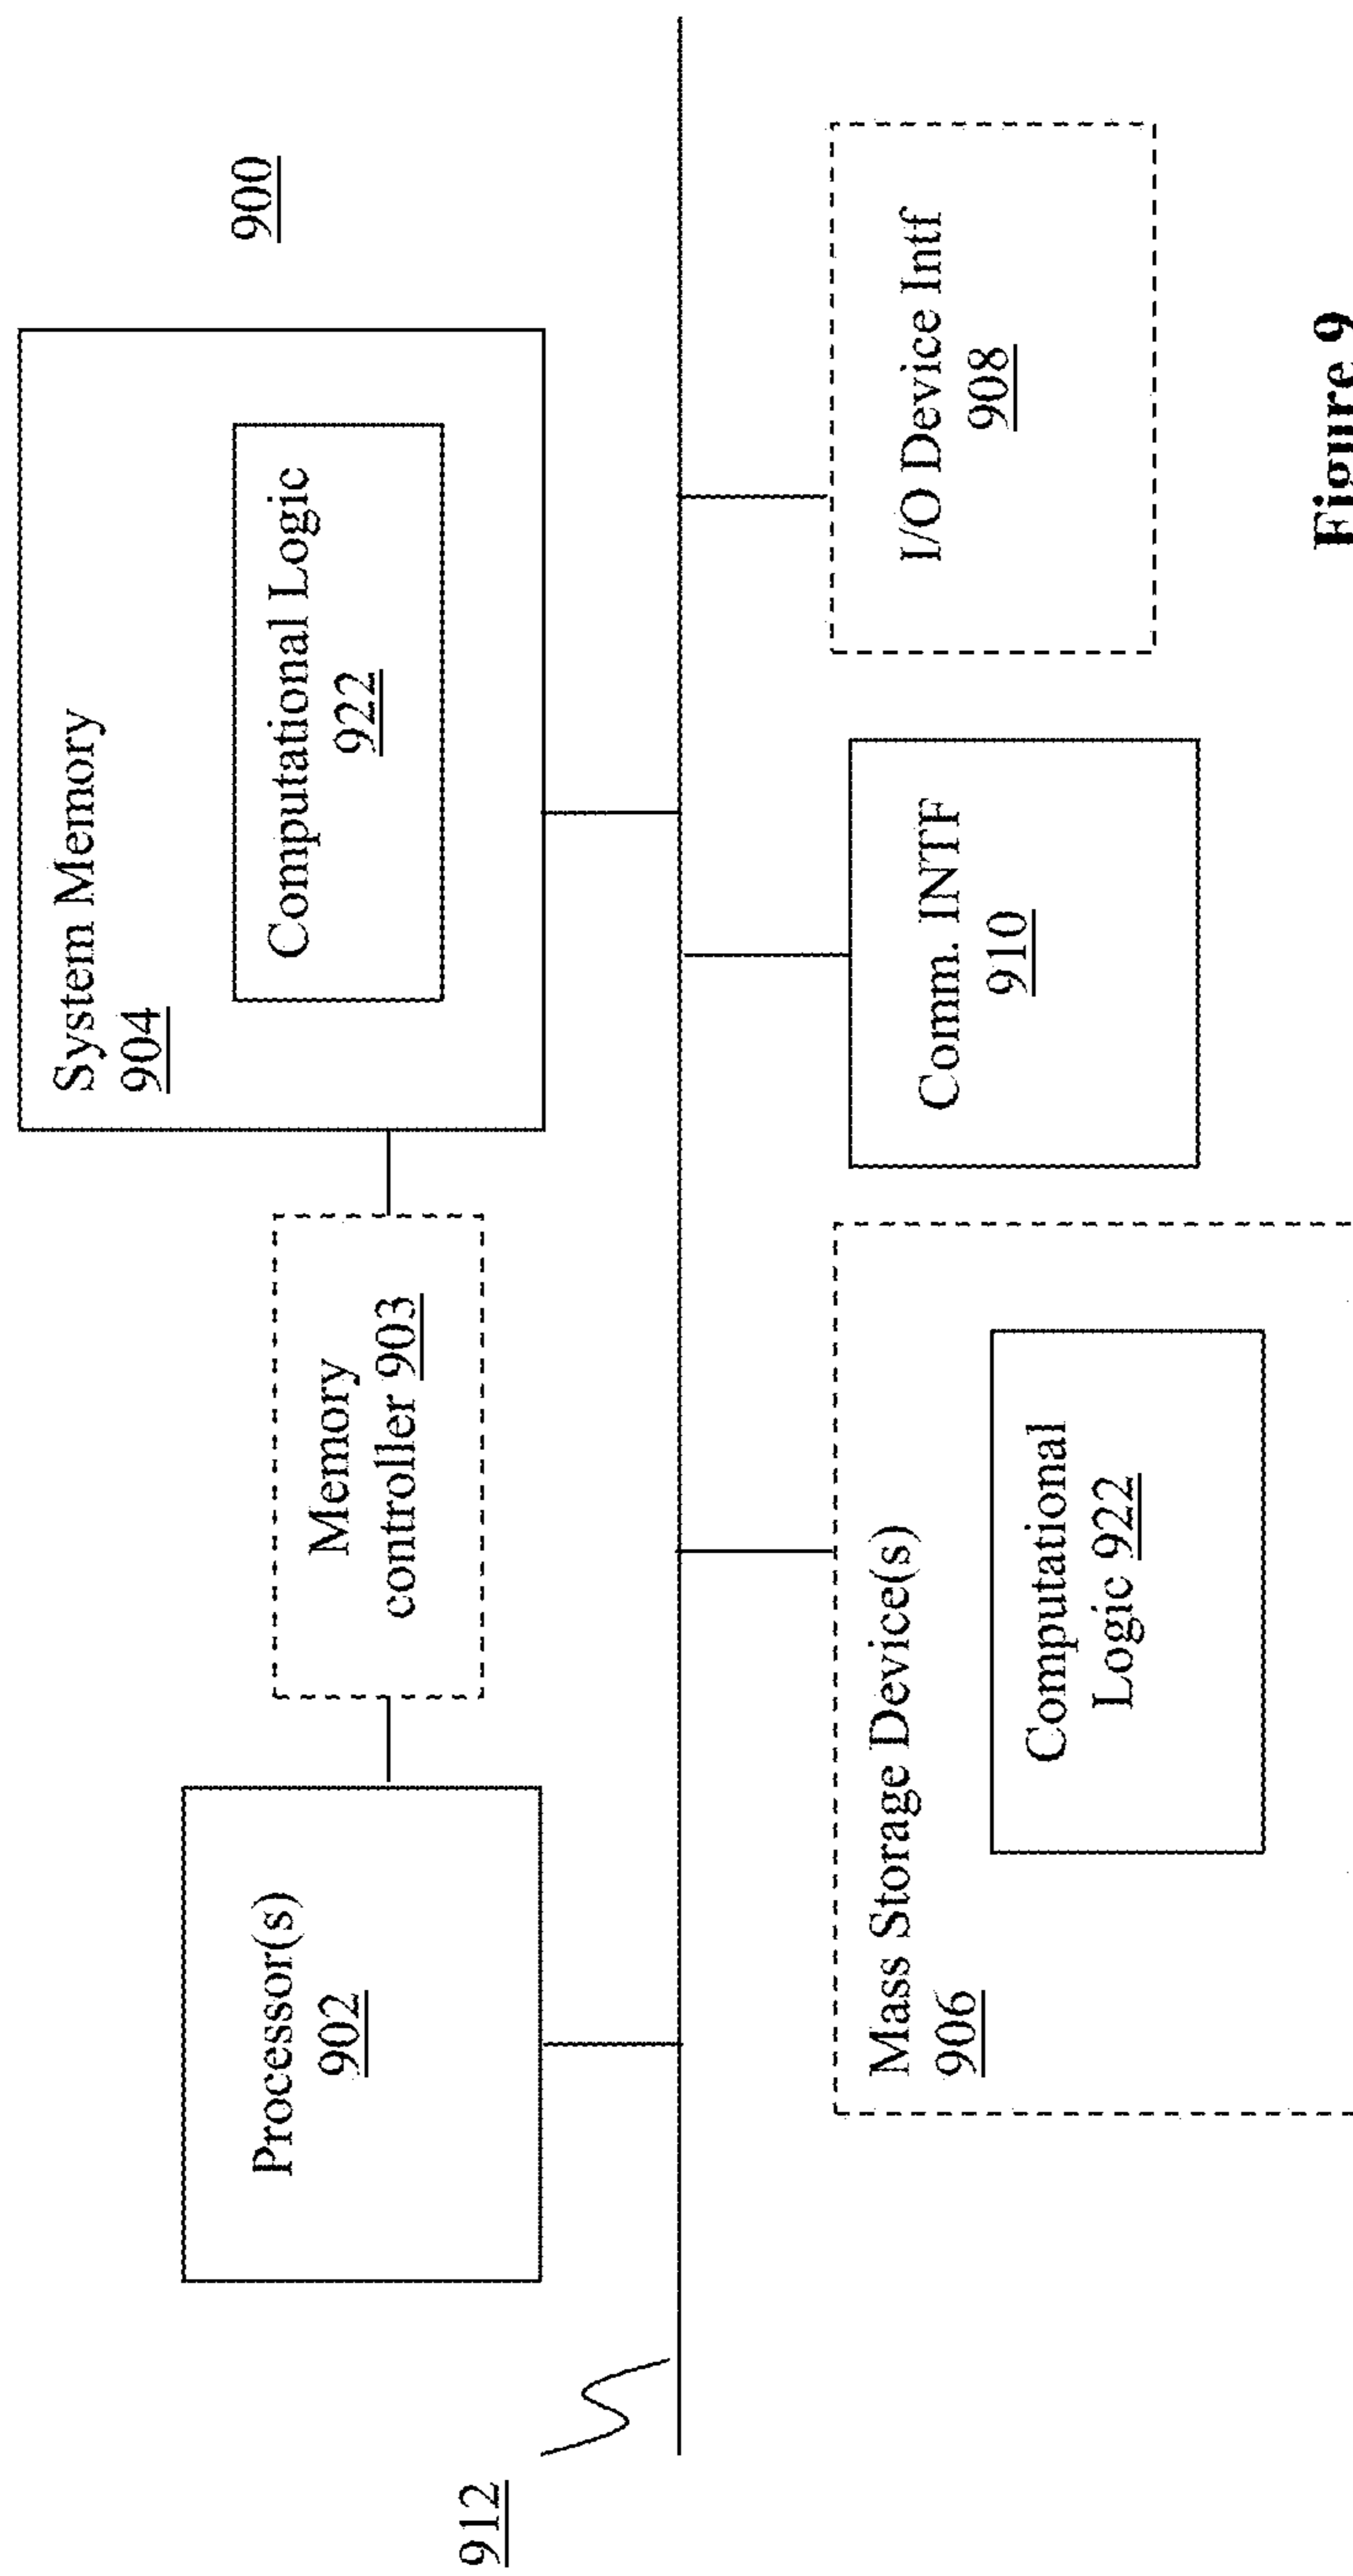 900
System Memory
904
Computational Logic
922
Memory
controller 903
Processor(s)
902
912
Mass Storage Device(s)
906
Computational
Logic 922
Comm. INTF
910
I/O Device Intf
908
Figure 9